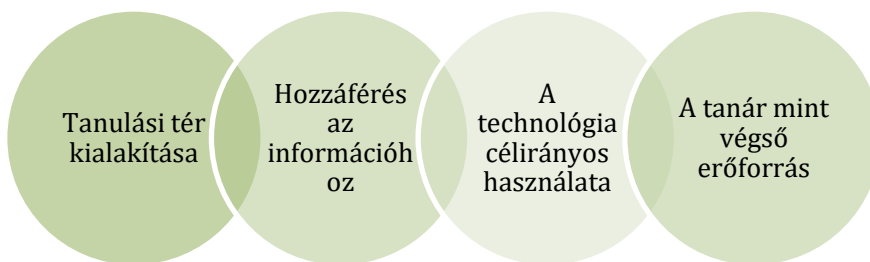 Tanulási tér
kialakítása
Hozzáférés
az
információh
oz
A
technológia
célirányos
használata
A tanár mint
végső
erőforrás